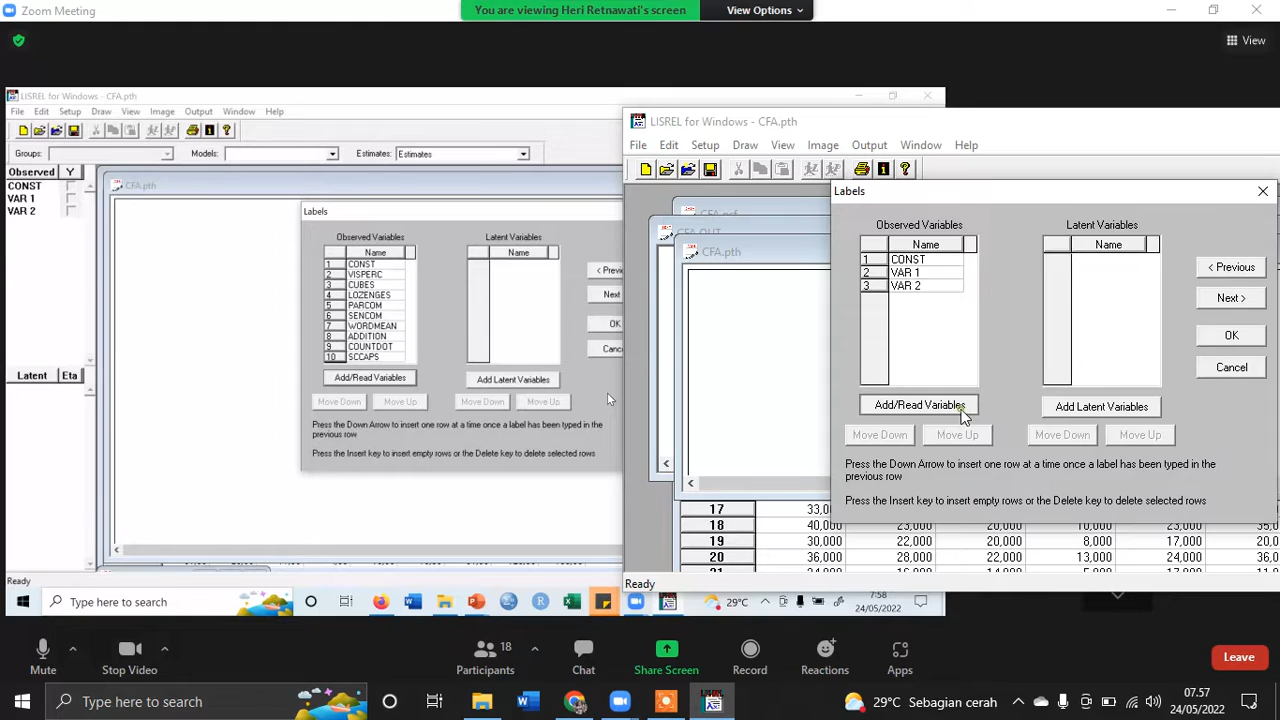 Zoom Meeting
You are viewing Heri Retnawati's screen
View Options
View
LISREL for Windows - CFA.pth
File Edit Setup Draw View Image Output Window Help
Groups: Models: Estimates: Estimates
Observed Y
CONST
VAR 1
VAR 2
Latent Eta
CFA.pth
Labels
Observed Variables
Latent Variables
Name
Name
1 CONST
2 VISPERC
3 CUBES
4 LOZENGES
5 PARCOM
6 SENCOM
7 WORDMEAN
8 ADDITION
9 COUNTDOT
10 SCCAPS
Add/Read Variables
Add Latent Variables
Move Down
Move Up
Move Down
Move Up
< Previ
Next
OK
Cance
Press the Down Arrow to insert one row at a time once a label has been typed in the
previous row
Press the Insert key to insert empty rows or the Delete key to delete selected rows
Ready
Type here to search
29°C
7:58
24/05/2022
LISREL for Windows - CFA.pth
File Edit Setup Draw View Image Output Window Help
CFA.pth
Labels
Observed Variables
Latent Variables
Name
Name
1 CONST
2 VAR 1
3 VAR 2
< Previous
Next >
OK
Cancel
Add/Read Variables
Add Latent Variables
Move Down
Move Up
Move Down
Move Up
Press the Down Arrow to insert one row at a time once a label has been typed in the
previous row
Press the Insert key to insert empty rows or the Delete key to delete selected rows
17 33,0
18 40,000 23,000 20,000 10,000 19,000
19 30,000 22,000 22,000 8,000 17,000 25,0
20 36,000 28,000 22,000 13,000 24,000
Ready
Mute
Stop Video
Participants
18
Chat
Share Screen
Record
Reactions
Apps
Leave
Type here to search
29°C Sebagian cerah
07.57
24/05/2022